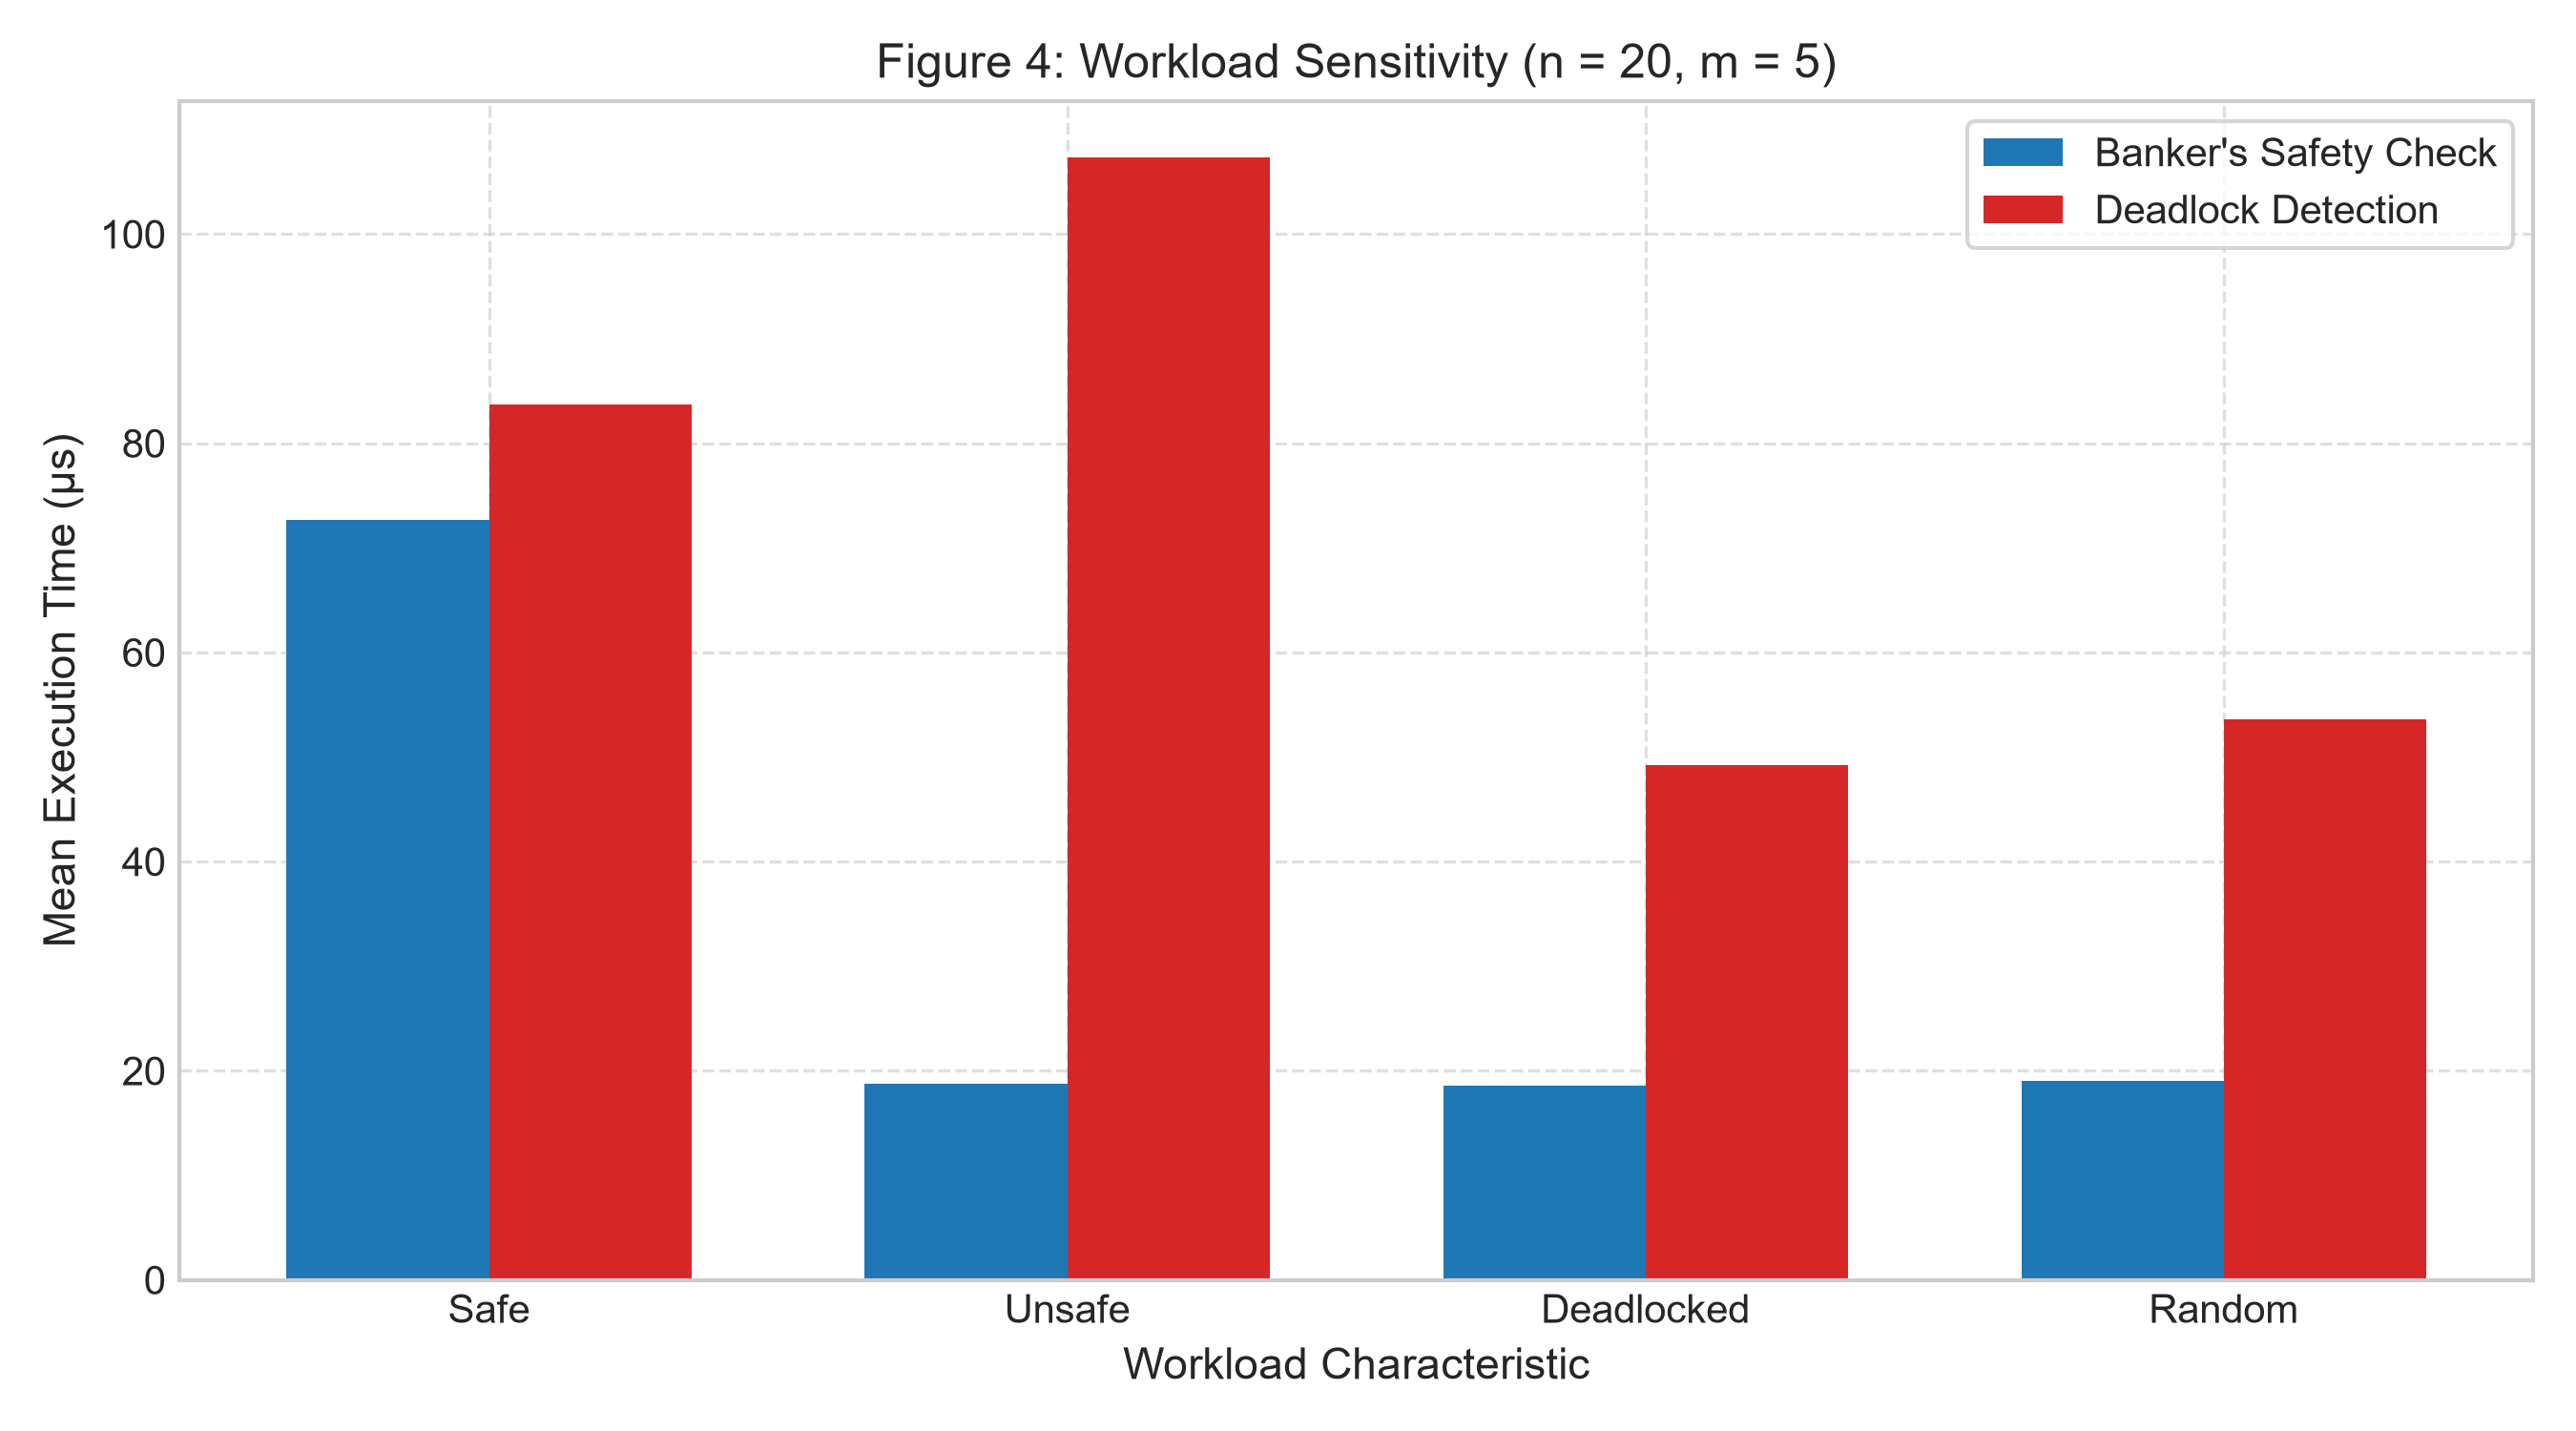 Figure 4: Workload Sensitivity (n = 20, m = 5)
Banker's Safety Check
Deadlock Detection
Mean Execution Time (µs)
100
80
60
40
20
0
Safe Unsafe Deadlocked Random
Workload Characteristic